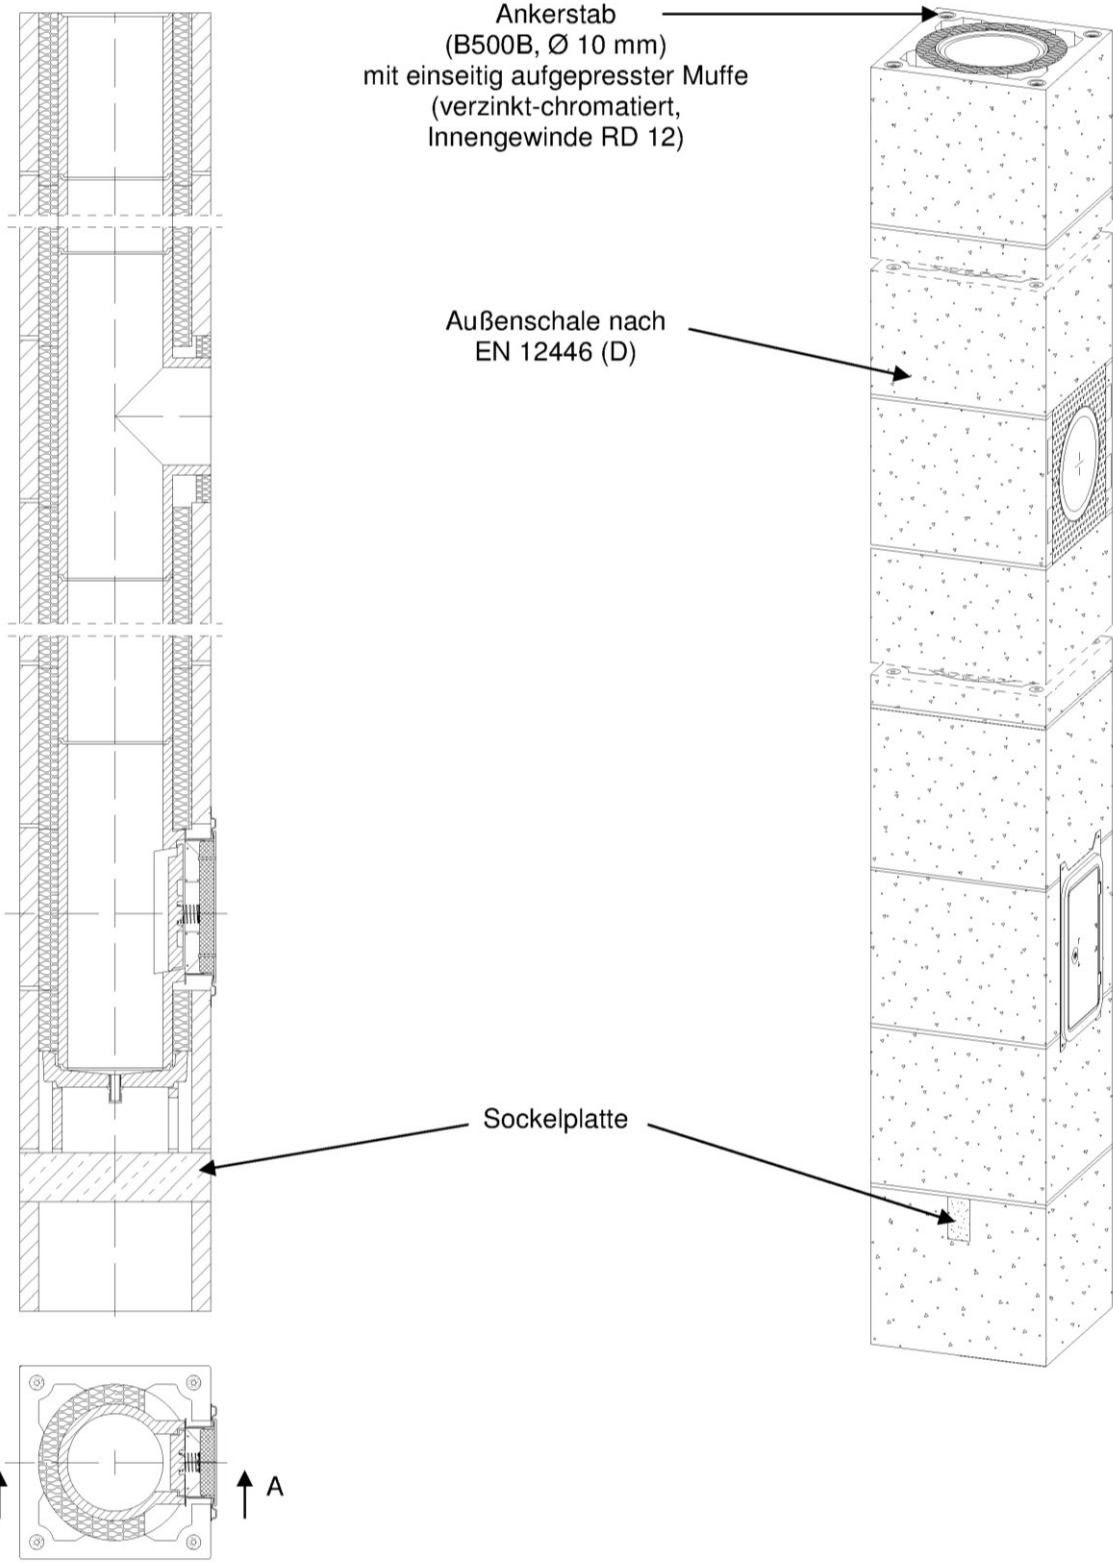 Ankerstab
(B500B, Ø 10 mm)
mit einseitig aufgepresster Muffe
(verzinkt-chromatiert,
Innengewinde RD 12)
Außenschale nach
EN 12446 (D)
Sockelplatte
A